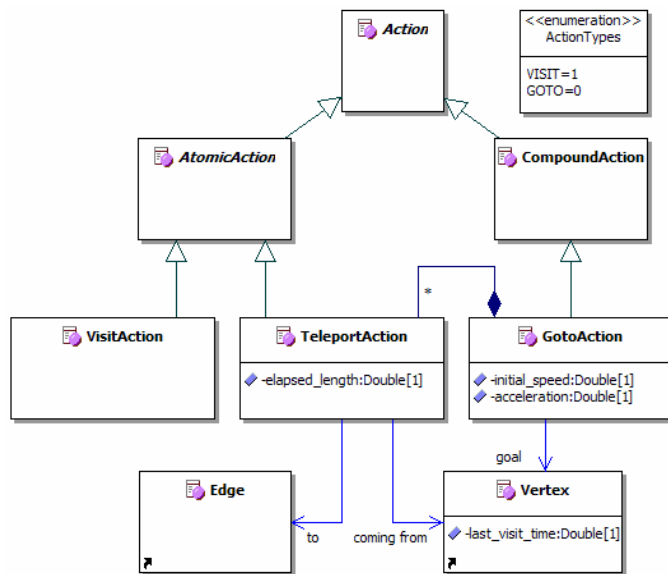 Action
<<enumeration>>
ActionTypes
VISIT=1
GOTO=0
AtomicAction
CompoundAction
*
VisitAction
TeleportAction
-elapsed_length:Double[1]
GotoAction
-initial_speed:Double[1]
-acceleration:Double[1]
goal
Edge
to
coming from
Vertex
-last_visit_time:Double[1]